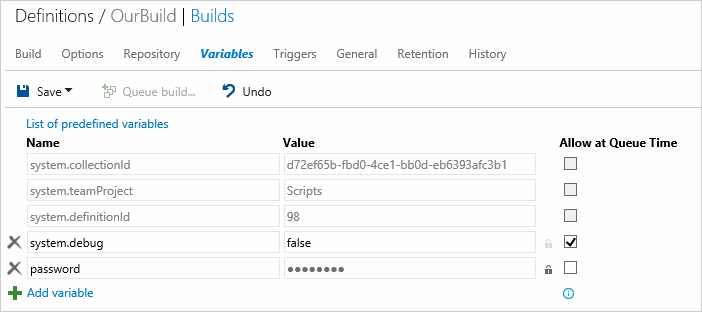 Definitions / OurBuild | Builds
Build Options Repository Variables Triggers General Retention History
Save Queue build... Undo
List of predefined variables
Name Value Allow at Queue Time
system.collectionId d72ef65b-fbd0-4ce1-bb0d-eb6393afc3b1
system.teamProject Scripts
system.definitionId 98
system.debug false
password ●●●●●●●●
Add variable